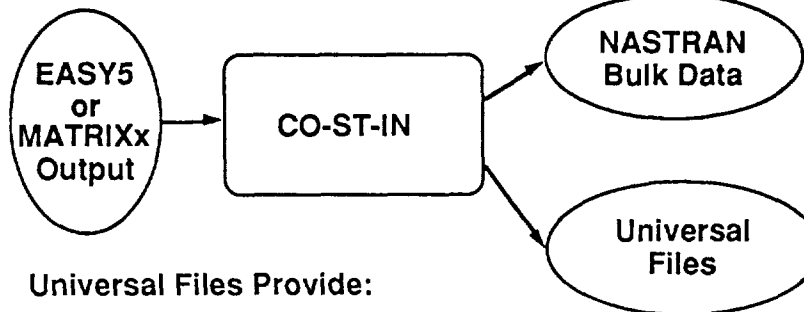 EASY5
or
MATRIXx
Output
CO-ST-IN
NASTRAN
Bulk Data
Universal
Files
Universal Files Provide: